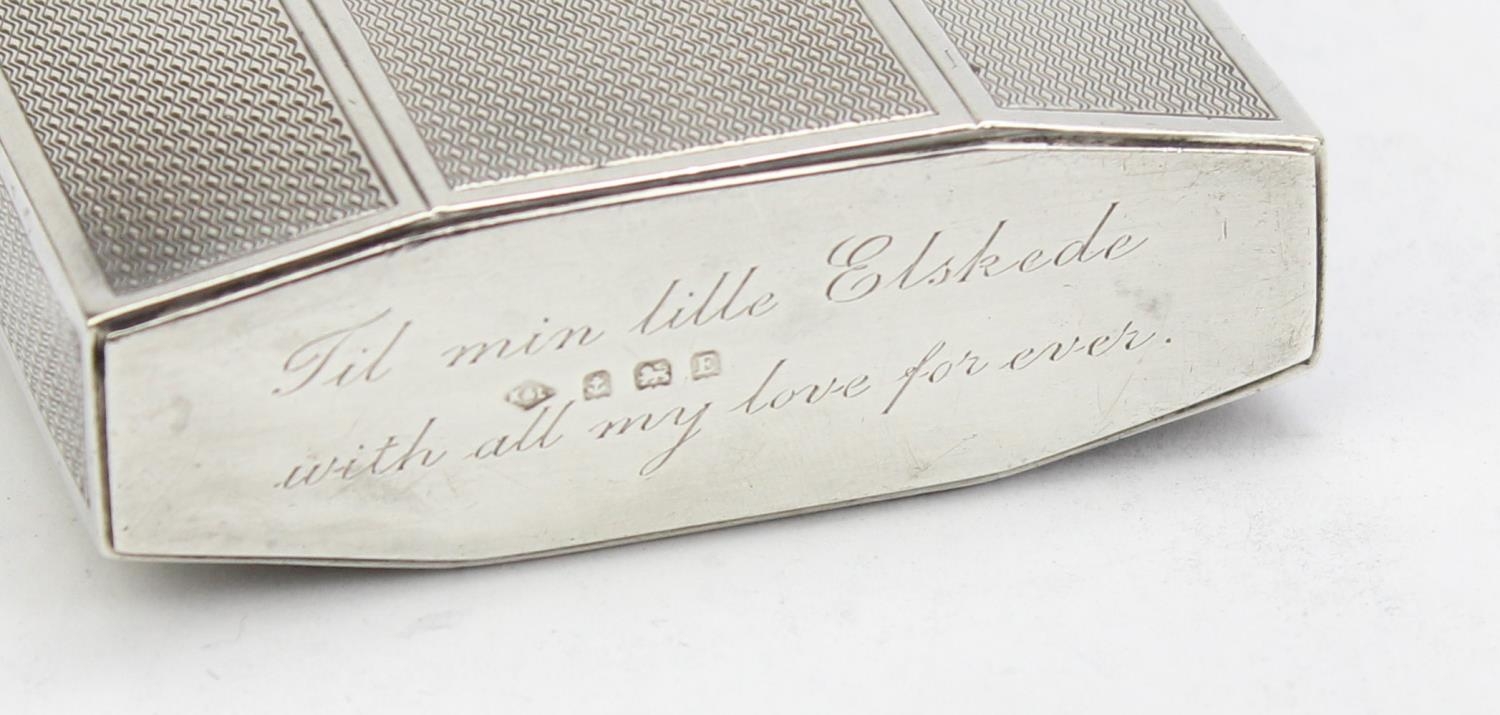 Til min lille Elskede
E
with all my love for ever.